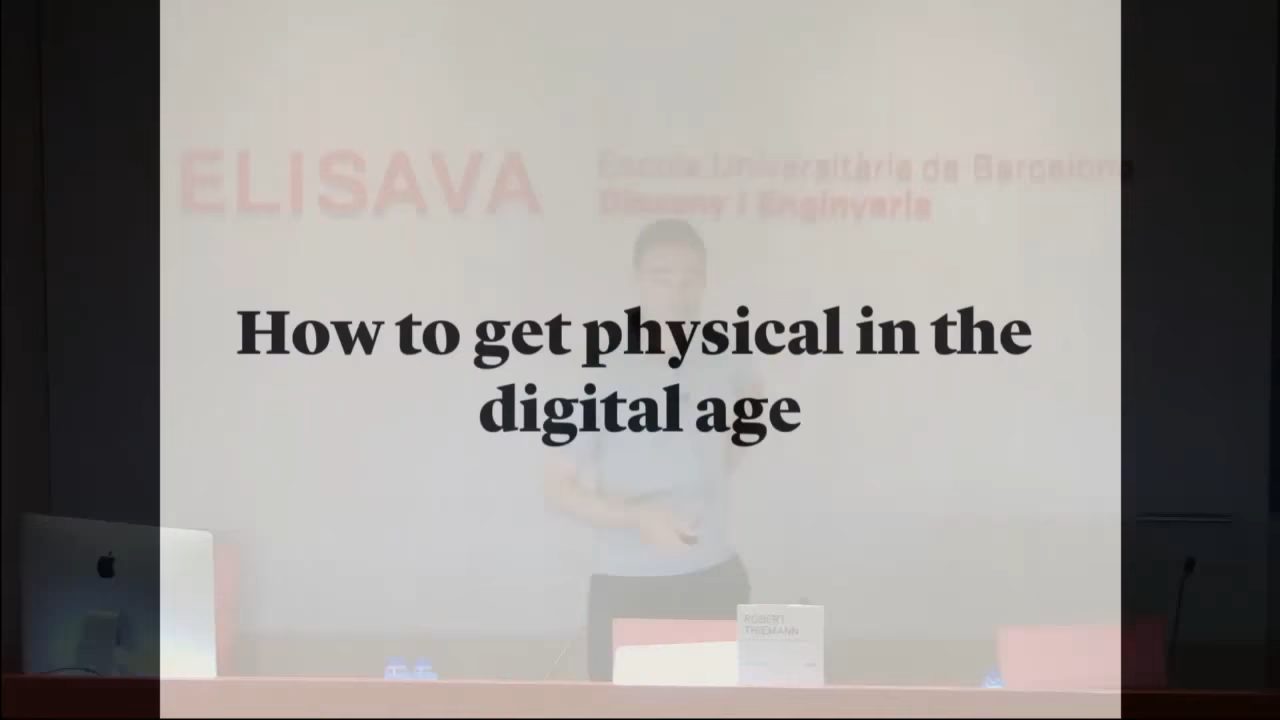 ELISAVA
Escola Universitària de Barcelona
Disseny i Enginyeria
How to get physical in the
digital age
ROBERT
THIEMANN